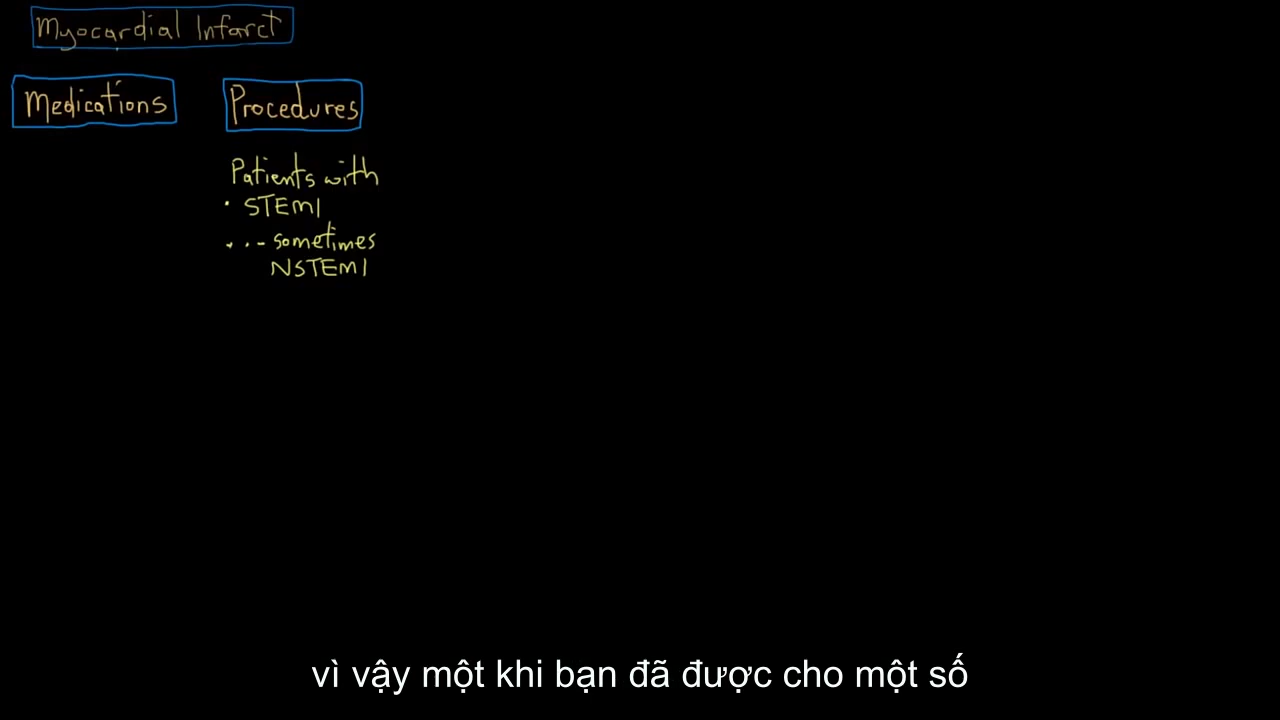 Myocardial Infarct
Medications
Procedures
Patients with
• STEMI
... sometimes
NSTEMI
vì vậy một khi bạn đã được cho một số